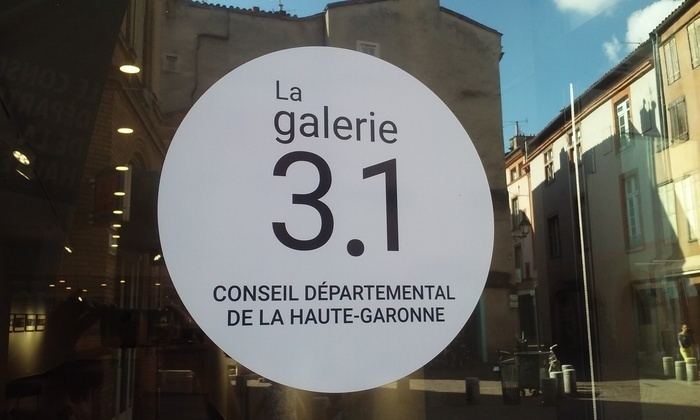 La
galerie
3.1
CONSEIL DÉPARTEMENTAL
DE LA HAUTE-GARONNE